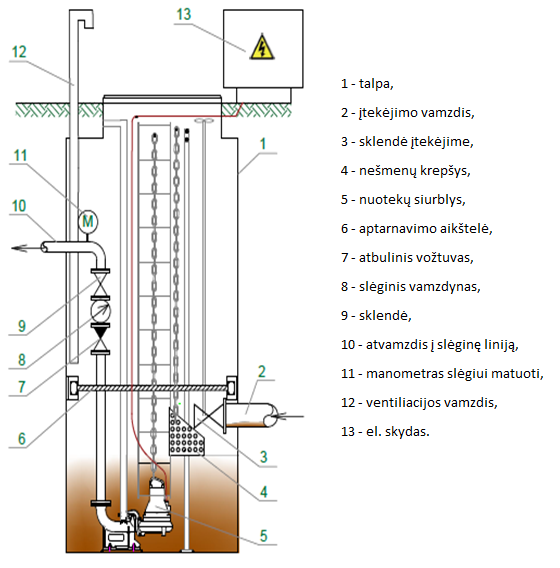 13
12
11
10
9
8
7
6
1
2
3
4
5
M
1 - talpa,
2 - įtekėjimo vamzdis,
3 - sklendė įtekėjime,
4 - nešmenų krepšys,
5 - nuotekų siurblys,
6 - aptarnavimo aikštelė,
7 - atbulinis vožtuvas,
8 - slėginis vamzdynas,
9 - sklendė,
10 - atvamzdis į slėginę liniją,
11 - manometras slėgiui matuoti,
12 - ventiliacijos vamzdis,
13 - el. skydas.